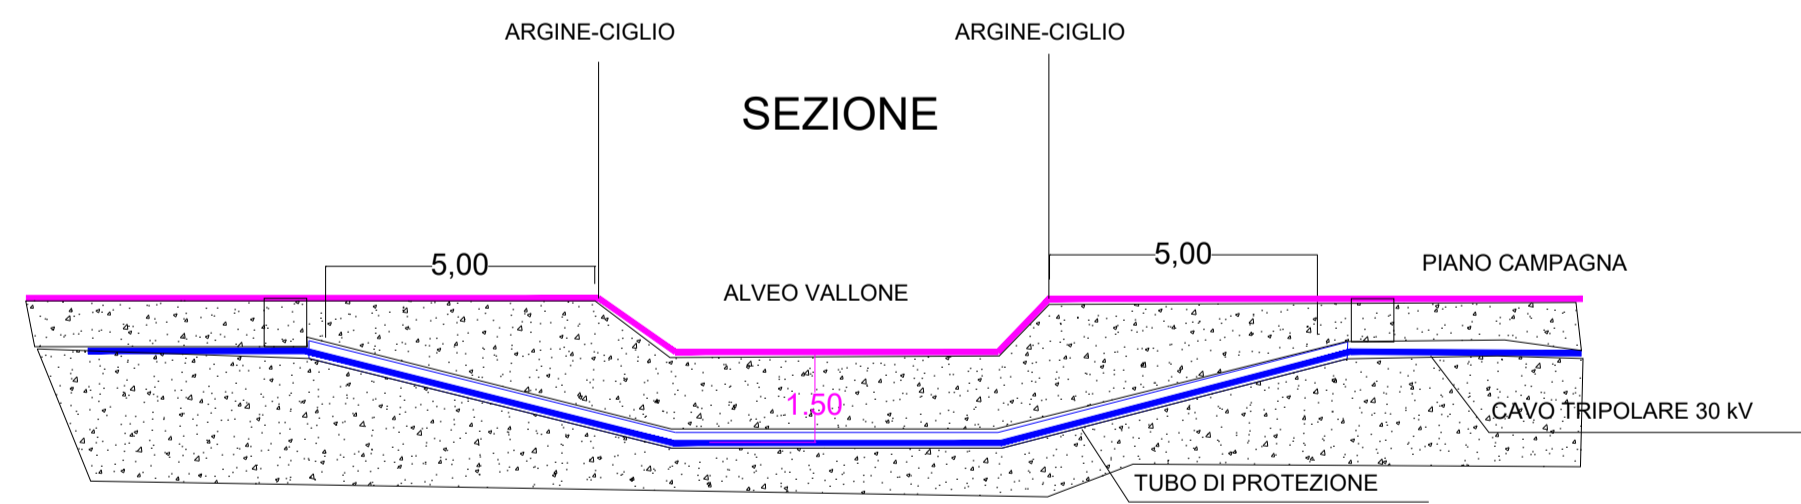 ARGINE-CIGLIO
ARGINE-CIGLIO
SEZIONE
5,00
5,00
PIANO CAMPAGNA
ALVEO VALLONE
1.50
CAVO TRIPOLARE 30 kV
TUBO DI PROTEZIONE